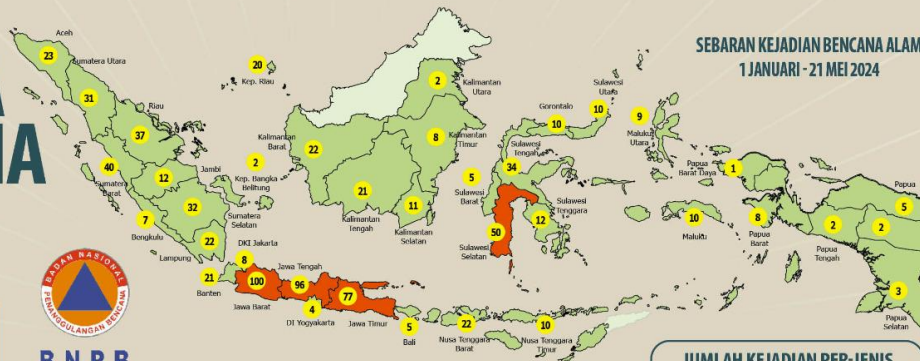 SEBARAN KEJADIAN BENCANA ALAM
1 JANUARI - 21 MEI 2024
Aceh
23
Sumatera Utara
31
Riau
37
20
Kep. Riau
40
Sumatera
Barat
Jambi
12
2
Kep. Bangka
Belitung
32
Sumatera
Selatan
7
Bengkulu
22
Lampung
DKI Jakarta
8
21
Banten
100
Jawa Barat
Jawa Tengah
96
4
DI Yogyakarta
77
Jawa Timur
5
Bali
22
Nusa Tenggara
Barat
10
Nusa Tenggara
Timur
Kalimantan
Barat
22
2
Kalimantan
Utara
8
Kalimantan
Timur
21
Kalimantan
Tengah
11
Kalimantan
Selatan
Gorontalo
10
Sulawesi
Utara
10
Sulawesi
Tengah
34
5
Sulawesi
Barat
50
Sulawesi
Selatan
12
Sulawesi
Tenggara
9
Maluku
Utara
10
Maluku
Papua
Barat Daya
1
8
Papua
Barat
2
Papua
Tengah
2
Papua
5
3
Papua
Selatan
BADAN NASIONAL
PENANGGULANGAN BENCANA
BNPB
JUMLAH KEJADIAN PER-JENIS